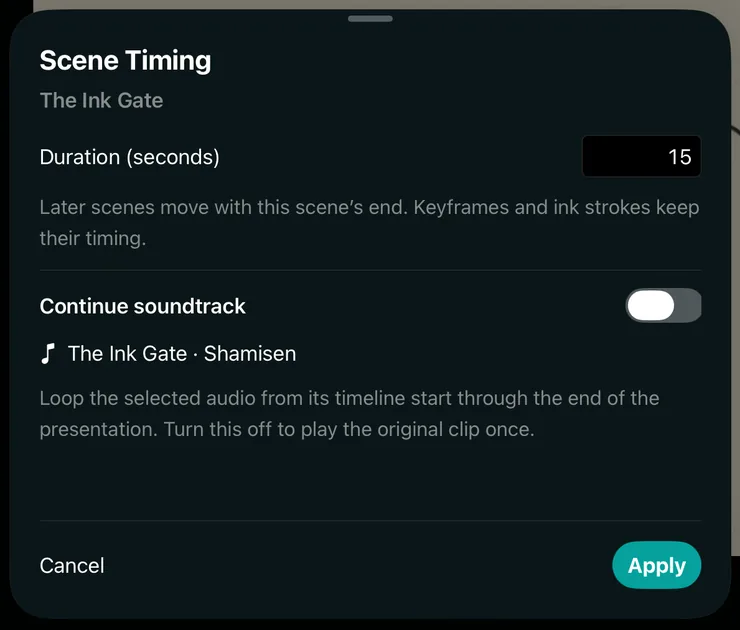 Scene Timing
The Ink Gate
Duration (seconds)
15
Later scenes move with this scene’s end. Keyframes and ink strokes keep
their timing.
Continue soundtrack
The Ink Gate · Shamisen
Loop the selected audio from its timeline start through the end of the
presentation. Turn this off to play the original clip once.
Cancel
Apply